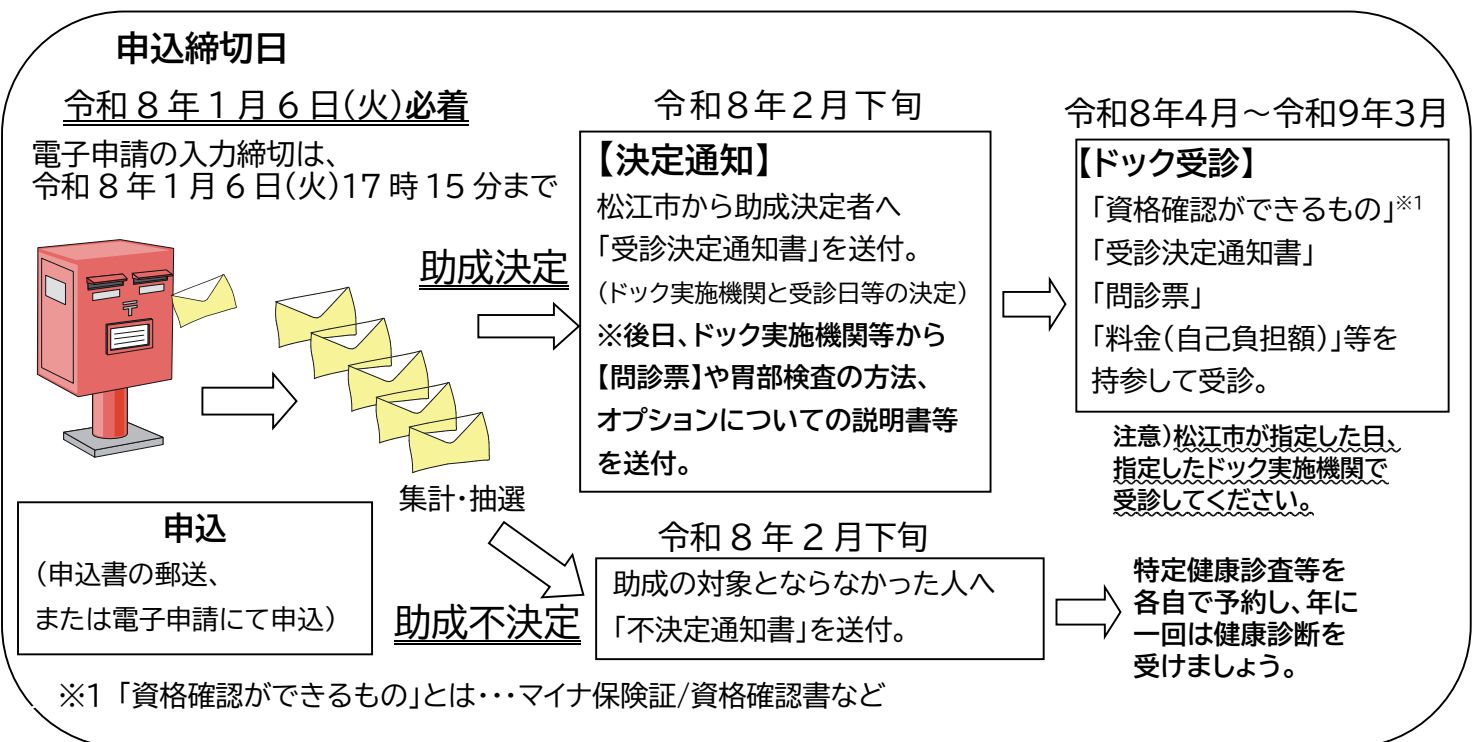 申込締切日
令和８年１月６日(火)必着
電子申請の入力締切は、
令和８年１月６日(火)17時15分まで
〒
申込
(申込書の郵送、
または電子申請にて申込)
集計・抽選
助成決定
令和8年2月下旬
【決定通知】
松江市から助成決定者へ
「受診決定通知書」を送付。
(ドック実施機関と受診日等の決定)
※後日、ドック実施機関等から
【問診票】や胃部検査の方法、
オプションについての説明書等
を送付。
令和8年4月～令和9年3月
【ドック受診】
「資格確認ができるもの」※1
「受診決定通知書」
「問診票」
「料金(自己負担額)」等を
持参して受診。
注意)松江市が指定した日、
指定したドック実施機関で
受診してください。
助成不決定
令和８年２月下旬
助成の対象とならなかった人へ
「不決定通知書」を送付。
特定健康診査等を
各自で予約し、年に
一回は健康診断を
受けましょう。
※1 「資格確認ができるもの」とは・・・マイナ保険証/資格確認書など